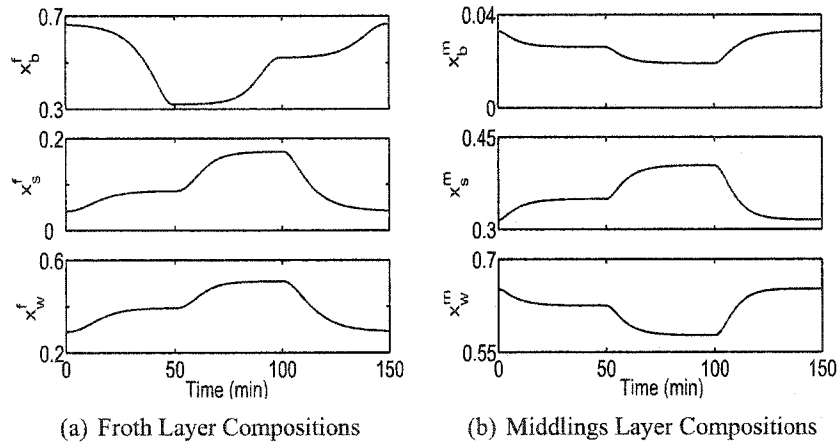 0.7
x_b^f
0.3
0.2
x_s^f
0
0.6
x_w^f
0.2
0 50 100 150
Time (min)
(a) Froth Layer Compositions
0.04
x_b^m
0
0.45
x_s^m
0.3
0.7
x_w^m
0.55
0 50 100 150
Time (min)
(b) Middlings Layer Compositions